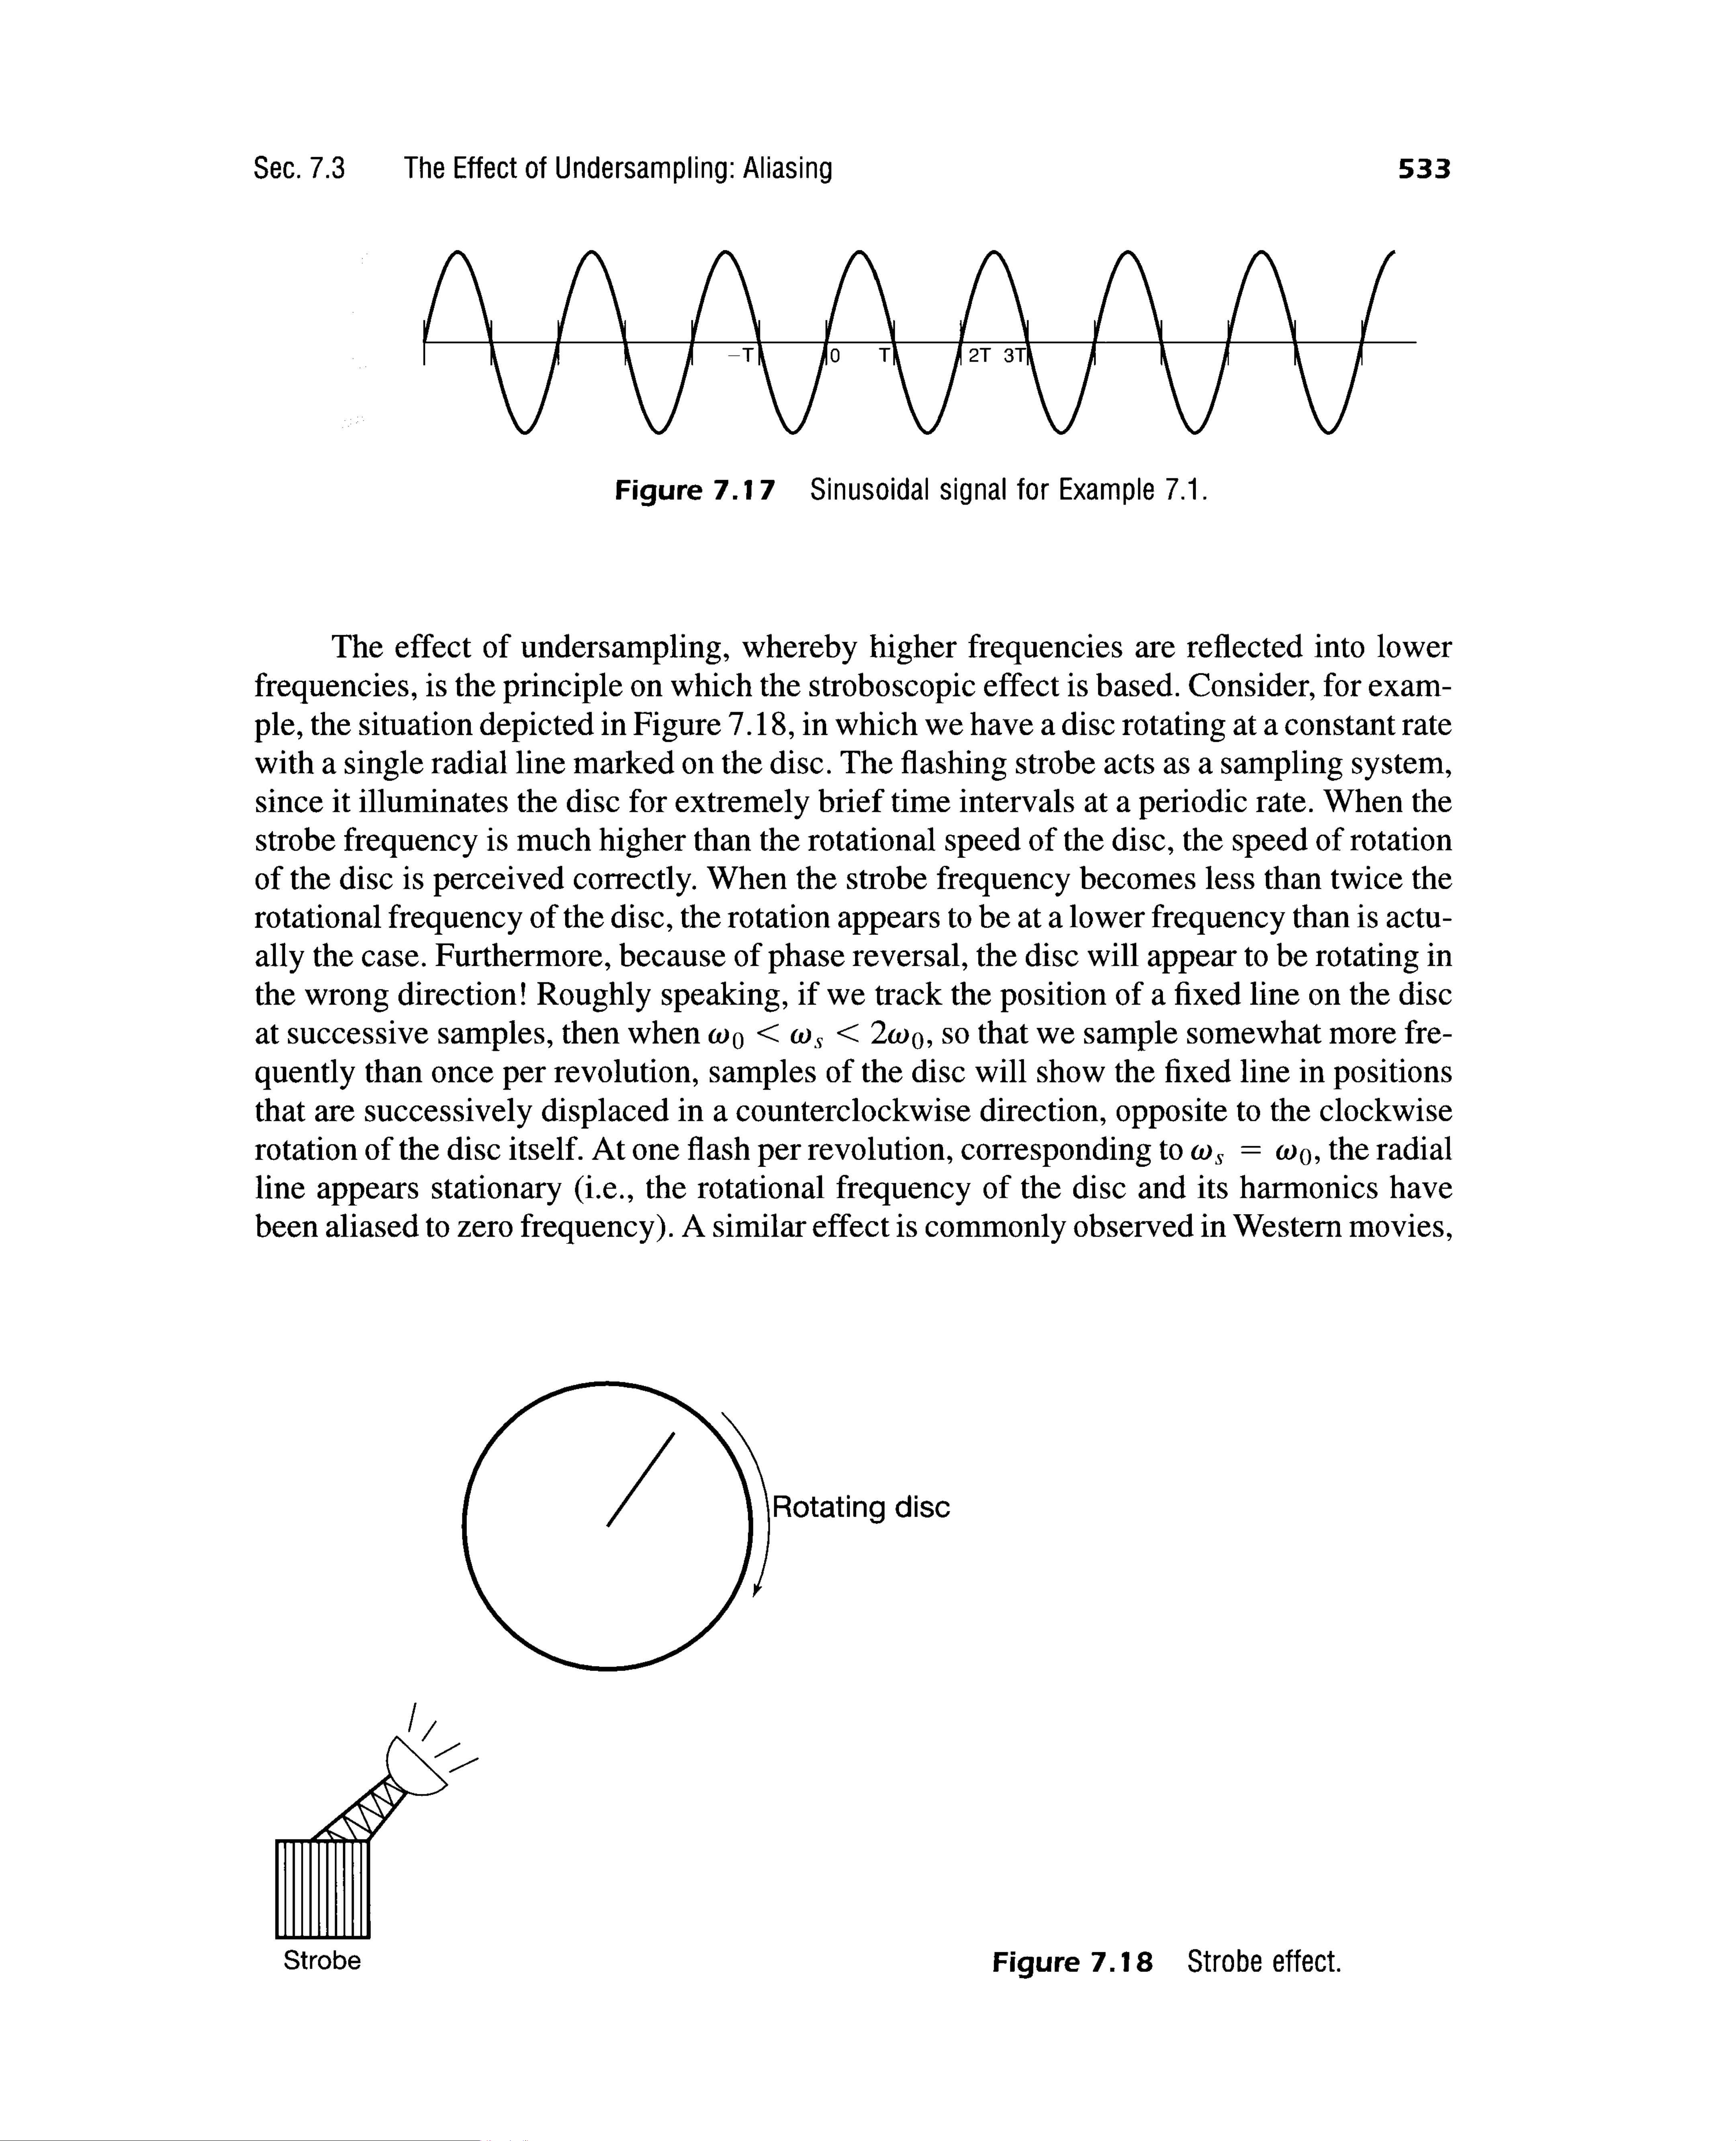 Sec. 7.3 The Effect of Undersampling: Aliasing 533
–T 0 T 2T 3T
Figure 7.17 Sinusoidal signal for Example 7.1.
The effect of undersampling, whereby higher frequencies are reflected into lower
frequencies, is the principle on which the stroboscopic effect is based. Consider, for exam-
ple, the situation depicted in Figure 7.18, in which we have a disc rotating at a constant rate
with a single radial line marked on the disc. The flashing strobe acts as a sampling system,
since it illuminates the disc for extremely brief time intervals at a periodic rate. When the
strobe frequency is much higher than the rotational speed of the disc, the speed of rotation
of the disc is perceived correctly. When the strobe frequency becomes less than twice the
rotational frequency of the disc, the rotation appears to be at a lower frequency than is actu-
ally the case. Furthermore, because of phase reversal, the disc will appear to be rotating in
the wrong direction! Roughly speaking, if we track the position of a fixed line on the disc
at successive samples, then when ω₀ < ωₛ < 2ω₀, so that we sample somewhat more fre-
quently than once per revolution, samples of the disc will show the fixed line in positions
that are successively displaced in a counterclockwise direction, opposite to the clockwise
rotation of the disc itself. At one flash per revolution, corresponding to ωₛ = ω₀, the radial
line appears stationary (i.e., the rotational frequency of the disc and its harmonics have
been aliased to zero frequency). A similar effect is commonly observed in Western movies,
Rotating disc
Strobe
Figure 7.18 Strobe effect.